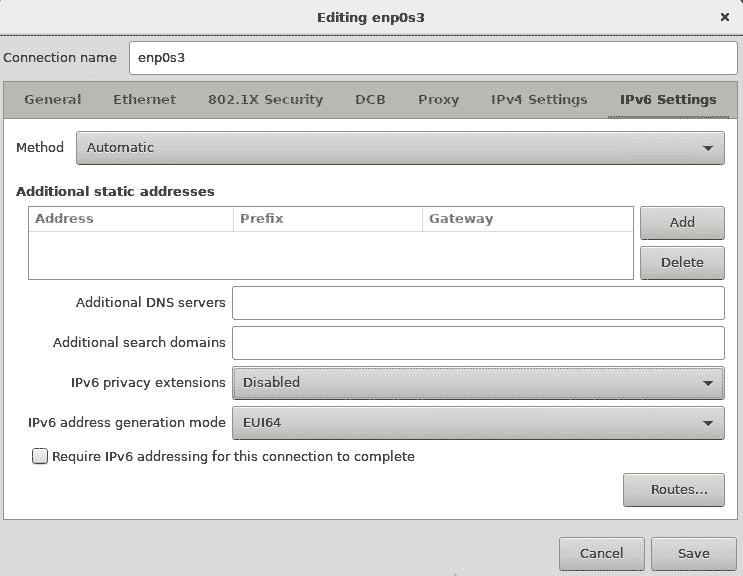 Editing enp0s3
Connection name enp0s3
General Ethernet 802.1X Security DCB Proxy IPv4 Settings IPv6 Settings
Method Automatic
Additional static addresses
Address Prefix Gateway
Add
Delete
Additional DNS servers
Additional search domains
IPv6 privacy extensions Disabled
IPv6 address generation mode EUI64
Require IPv6 addressing for this connection to complete
Routes...
Cancel Save